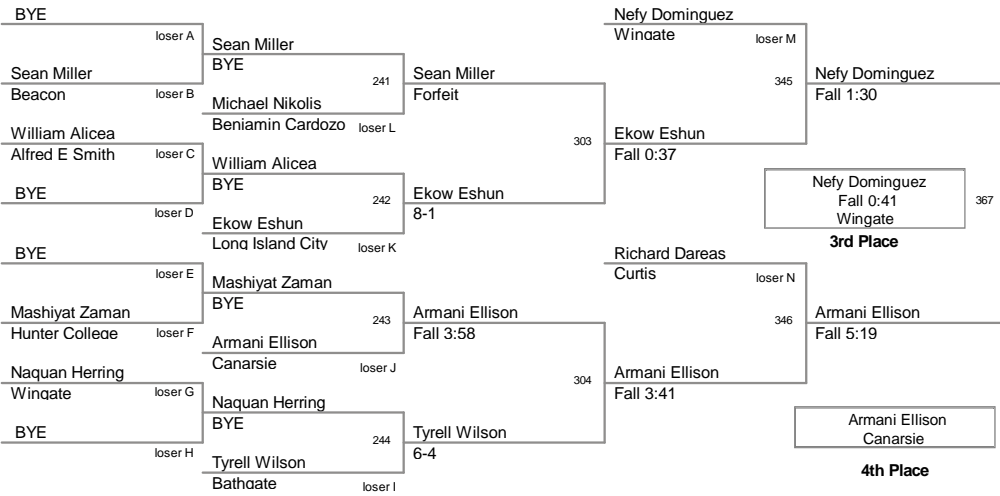 BYE
loser A
Sean Miller
BYE
241
Sean Miller
Beacon
loser B
Michael Nikolis
Benjamin Cardozo
loser L
Sean Miller
Forfeit
303
William Alicea
Alfred E Smith
loser C
William Alicea
BYE
242
BYE
loser D
Ekow Eshun
Long Island City
loser K
Ekow Eshun
8-1
Nefy Dominguez
Wingate
loser M
345
Nefy Dominguez
Fall 1:30
Ekow Eshun
Fall 0:37
Nefy Dominguez
Fall 0:41
Wingate
367
3rd Place
BYE
loser E
Mashiyat Zaman
BYE
243
Mashiyat Zaman
Hunter College
loser F
Armani Ellison
Canarsie
loser J
Armani Ellison
Fall 3:58
304
Naquan Herring
Wingate
loser G
Naquan Herring
BYE
244
BYE
loser H
Tyrell Wilson
Bathgate
loser I
Tyrell Wilson
6-4
Richard Dareas
Curtis
loser N
346
Armani Ellison
Fall 5:19
Armani Ellison
Fall 3:41
Armani Ellison
Canarsie
4th Place